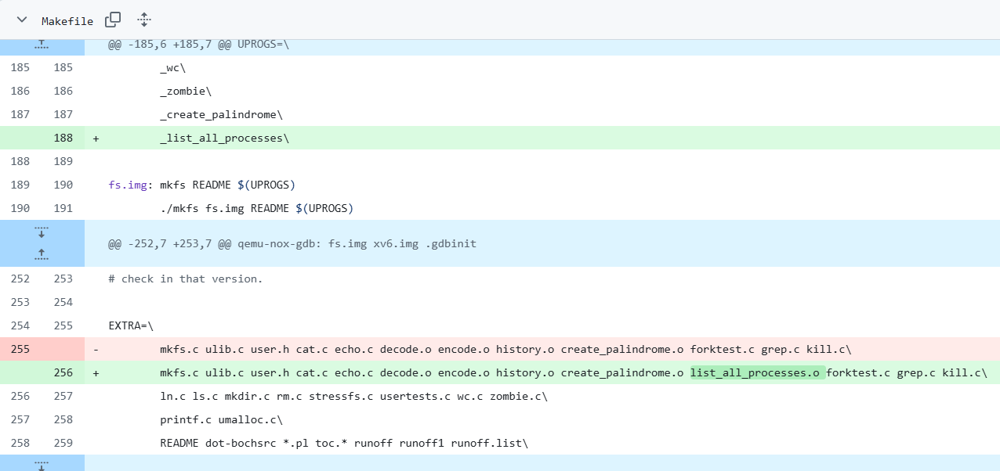 Makefile
@@ -185,6 +185,7 @@ UPROGS=\
185 185 _wc\
186 186 _zombie\
187 187 _create_palindrome\
188 + _list_all_processes\
188 189
189 190 fs.img: mkfs README $(UPROGS)
190 191 ./mkfs fs.img README $(UPROGS)
@@ -252,7 +253,7 @@ qemu-nox-gdb: fs.img xv6.img .gdbinit
252 253 # check in that version.
253 254
254 255 EXTRA=\
255 - mkfs.c ulib.c user.h cat.c echo.c decode.o encode.o history.o create_palindrome.o forktest.c grep.c kill.c\
256 + mkfs.c ulib.c user.h cat.c echo.c decode.o encode.o history.o create_palindrome.o list_all_processes.o forktest.c grep.c kill.c\
256 257 ln.c ls.c mkdir.c rm.c stressfs.c usertests.c wc.c zombie.c\
257 258 printf.c umalloc.c\
258 259 README dot-bochsrc *.pl toc.* runoff runoff1 runoff.list\